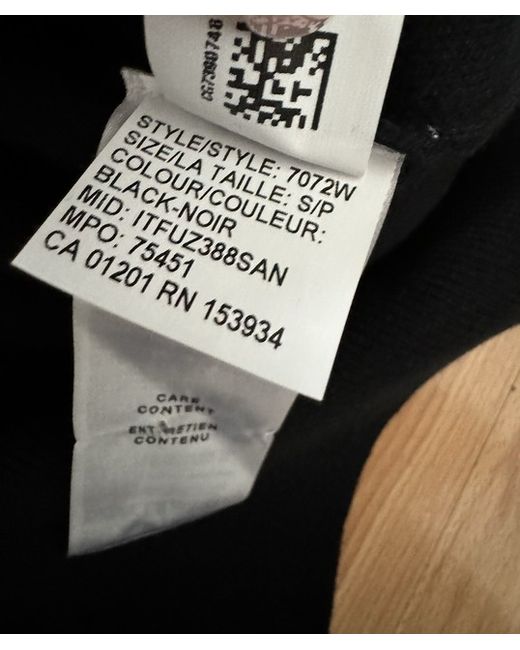 STYLE/STYLE: 7072W
SIZE/LA TAILLE: S/P
COLOUR/COULEUR:
BLACK-NOIR
MID: ITFUZ388SAN
MPO: 75451
CA 01201 RN 153934
CARE
CONTENT
ENTRETIEN
CONTENU